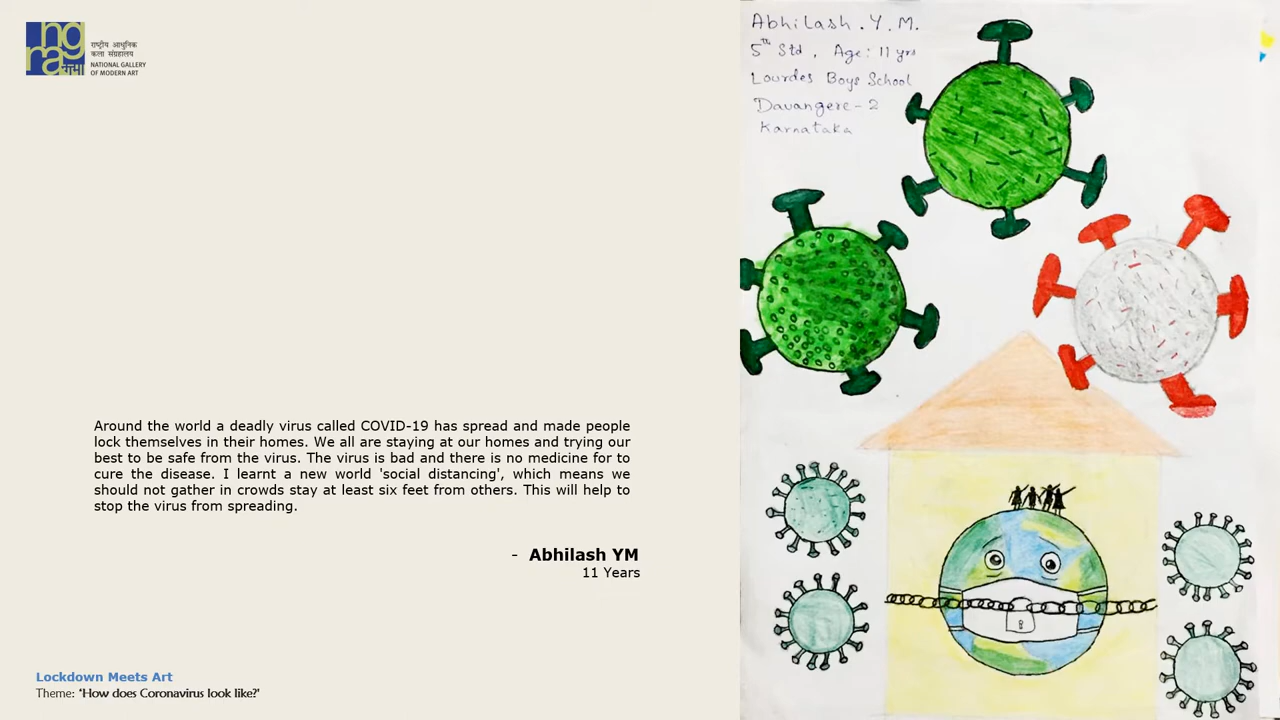 राष्ट्रीय आधुनिक
कला संग्रहालय
NATIONAL GALLERY
OF MODERN ART
Around the world a deadly virus called COVID-19 has spread and made people
lock themselves in their homes. We all are staying at our homes and trying our
best to be safe from the virus. The virus is bad and there is no medicine for to
cure the disease. I learnt a new world 'social distancing', which means we
should not gather in crowds stay at least six feet from others. This will help to
stop the virus from spreading.
- Abhilash YM
11 Years
Lockdown Meets Art
Theme: ‘How does Coronavirus look like?’
Abhilash .Y. M.
5th Std, Age: 11 yrs
Lourdes Boys School
Davangere - 2
Karnataka